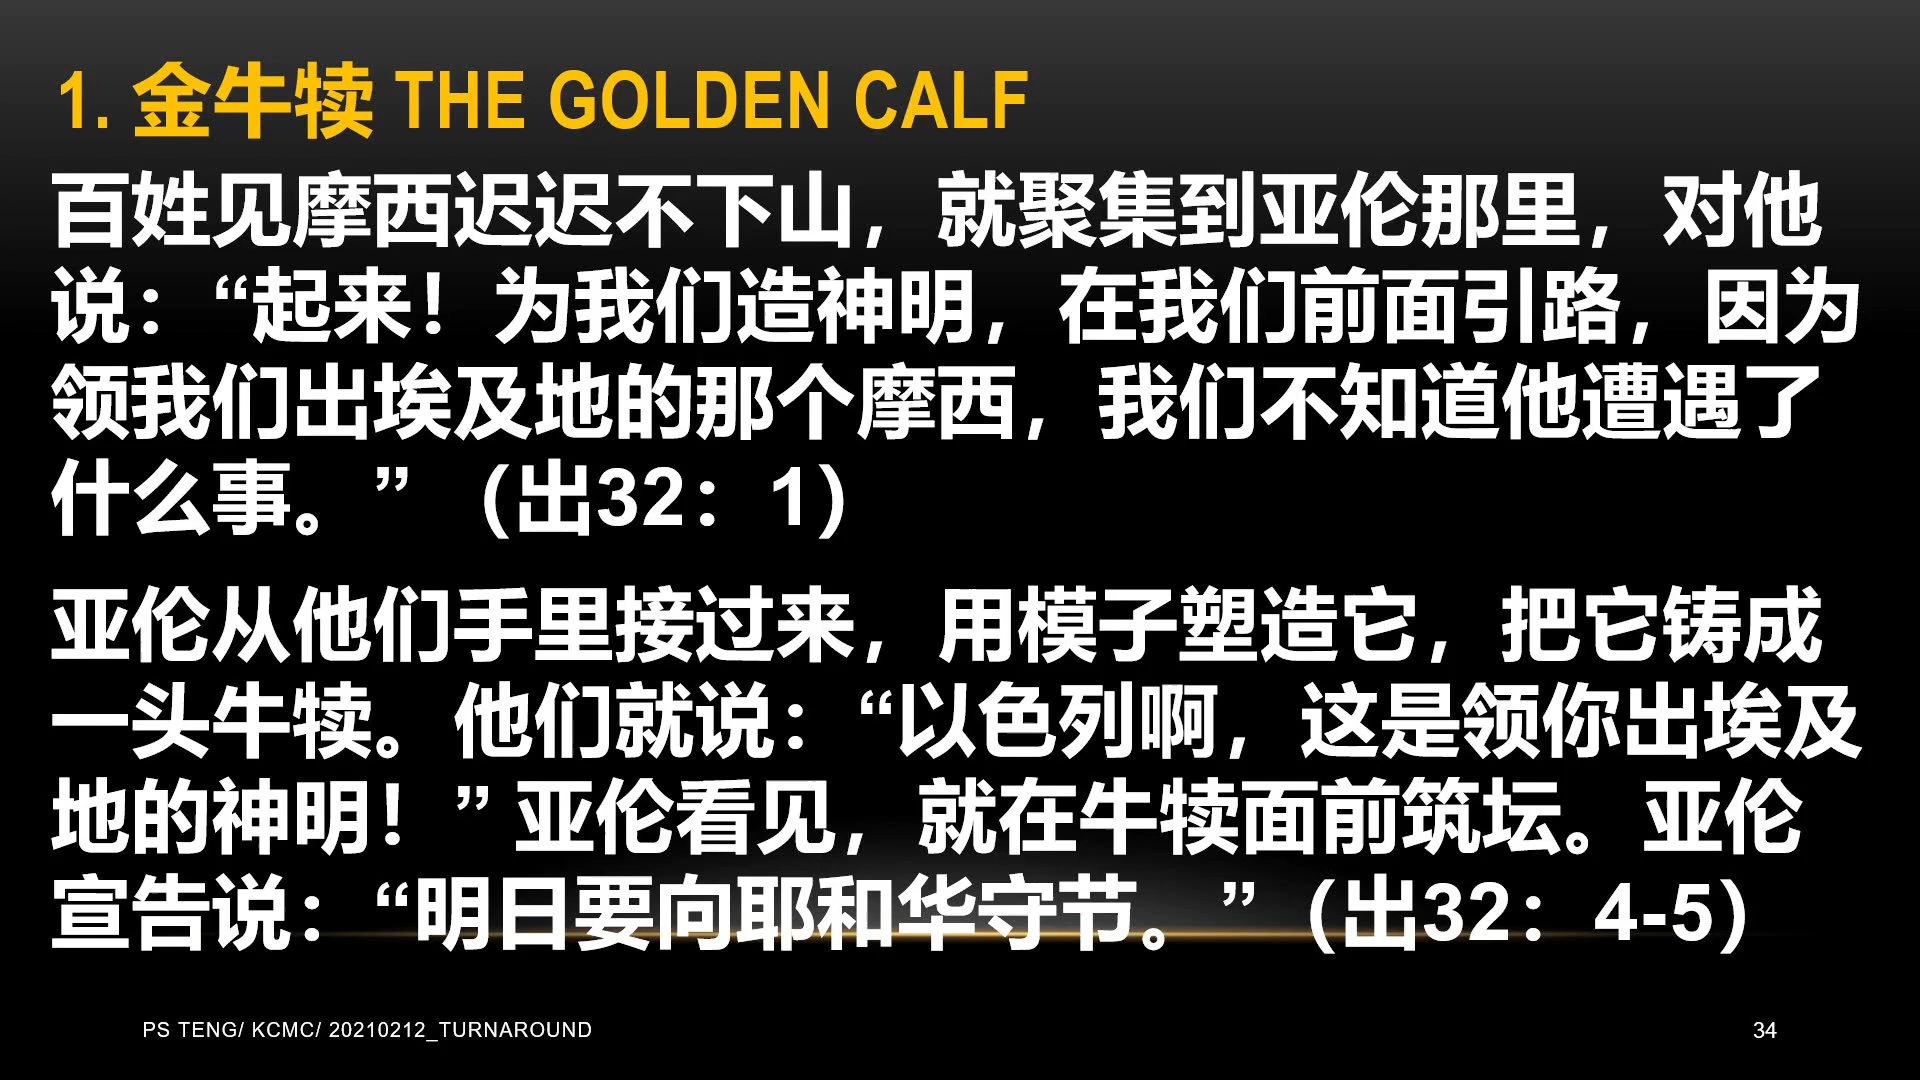 1. 金牛犊 THE GOLDEN CALF
百姓见摩西迟迟不下山，就聚集到亚伦那里，对他
说：“起来！为我们造神明，在我们前面引路，因为
领我们出埃及地的那个摩西，我们不知道他遭遇了
什么事。”（出32：1）
亚伦从他们手里接过来，用模子塑造它，把它铸成
一头牛犊。他们就说：“以色列啊，这是领你出埃及
地的神明！” 亚伦看见，就在牛犊面前筑坛。亚伦
宣告说：“明日要向耶和华守节。”（出32：4-5）
PS TENG/ KCMC/ 20210212_TURNAROUND
34